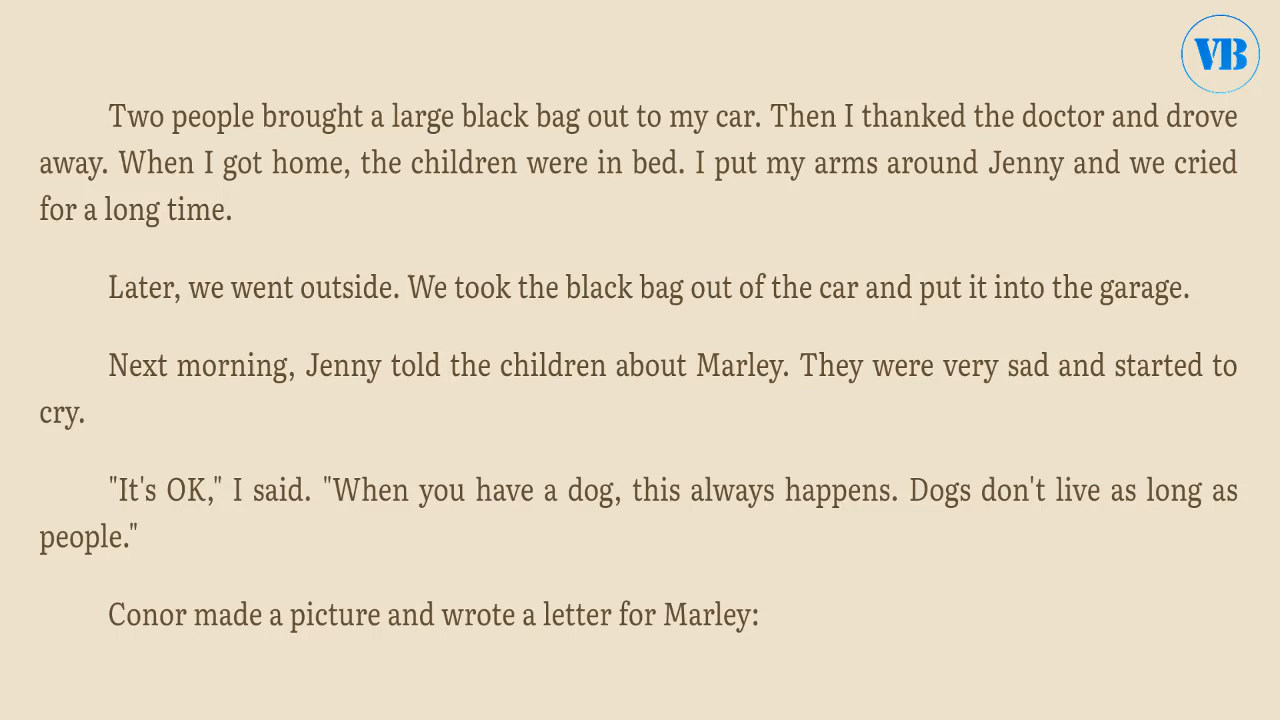 VB
Two people brought a large black bag out to my car. Then I thanked the doctor and drove
away. When I got home, the children were in bed. I put my arms around Jenny and we cried
for a long time.
Later, we went outside. We took the black bag out of the car and put it into the garage.
Next morning, Jenny told the children about Marley. They were very sad and started to
cry.
"It's OK," I said. "When you have a dog, this always happens. Dogs don't live as long as
people."
Conor made a picture and wrote a letter for Marley: